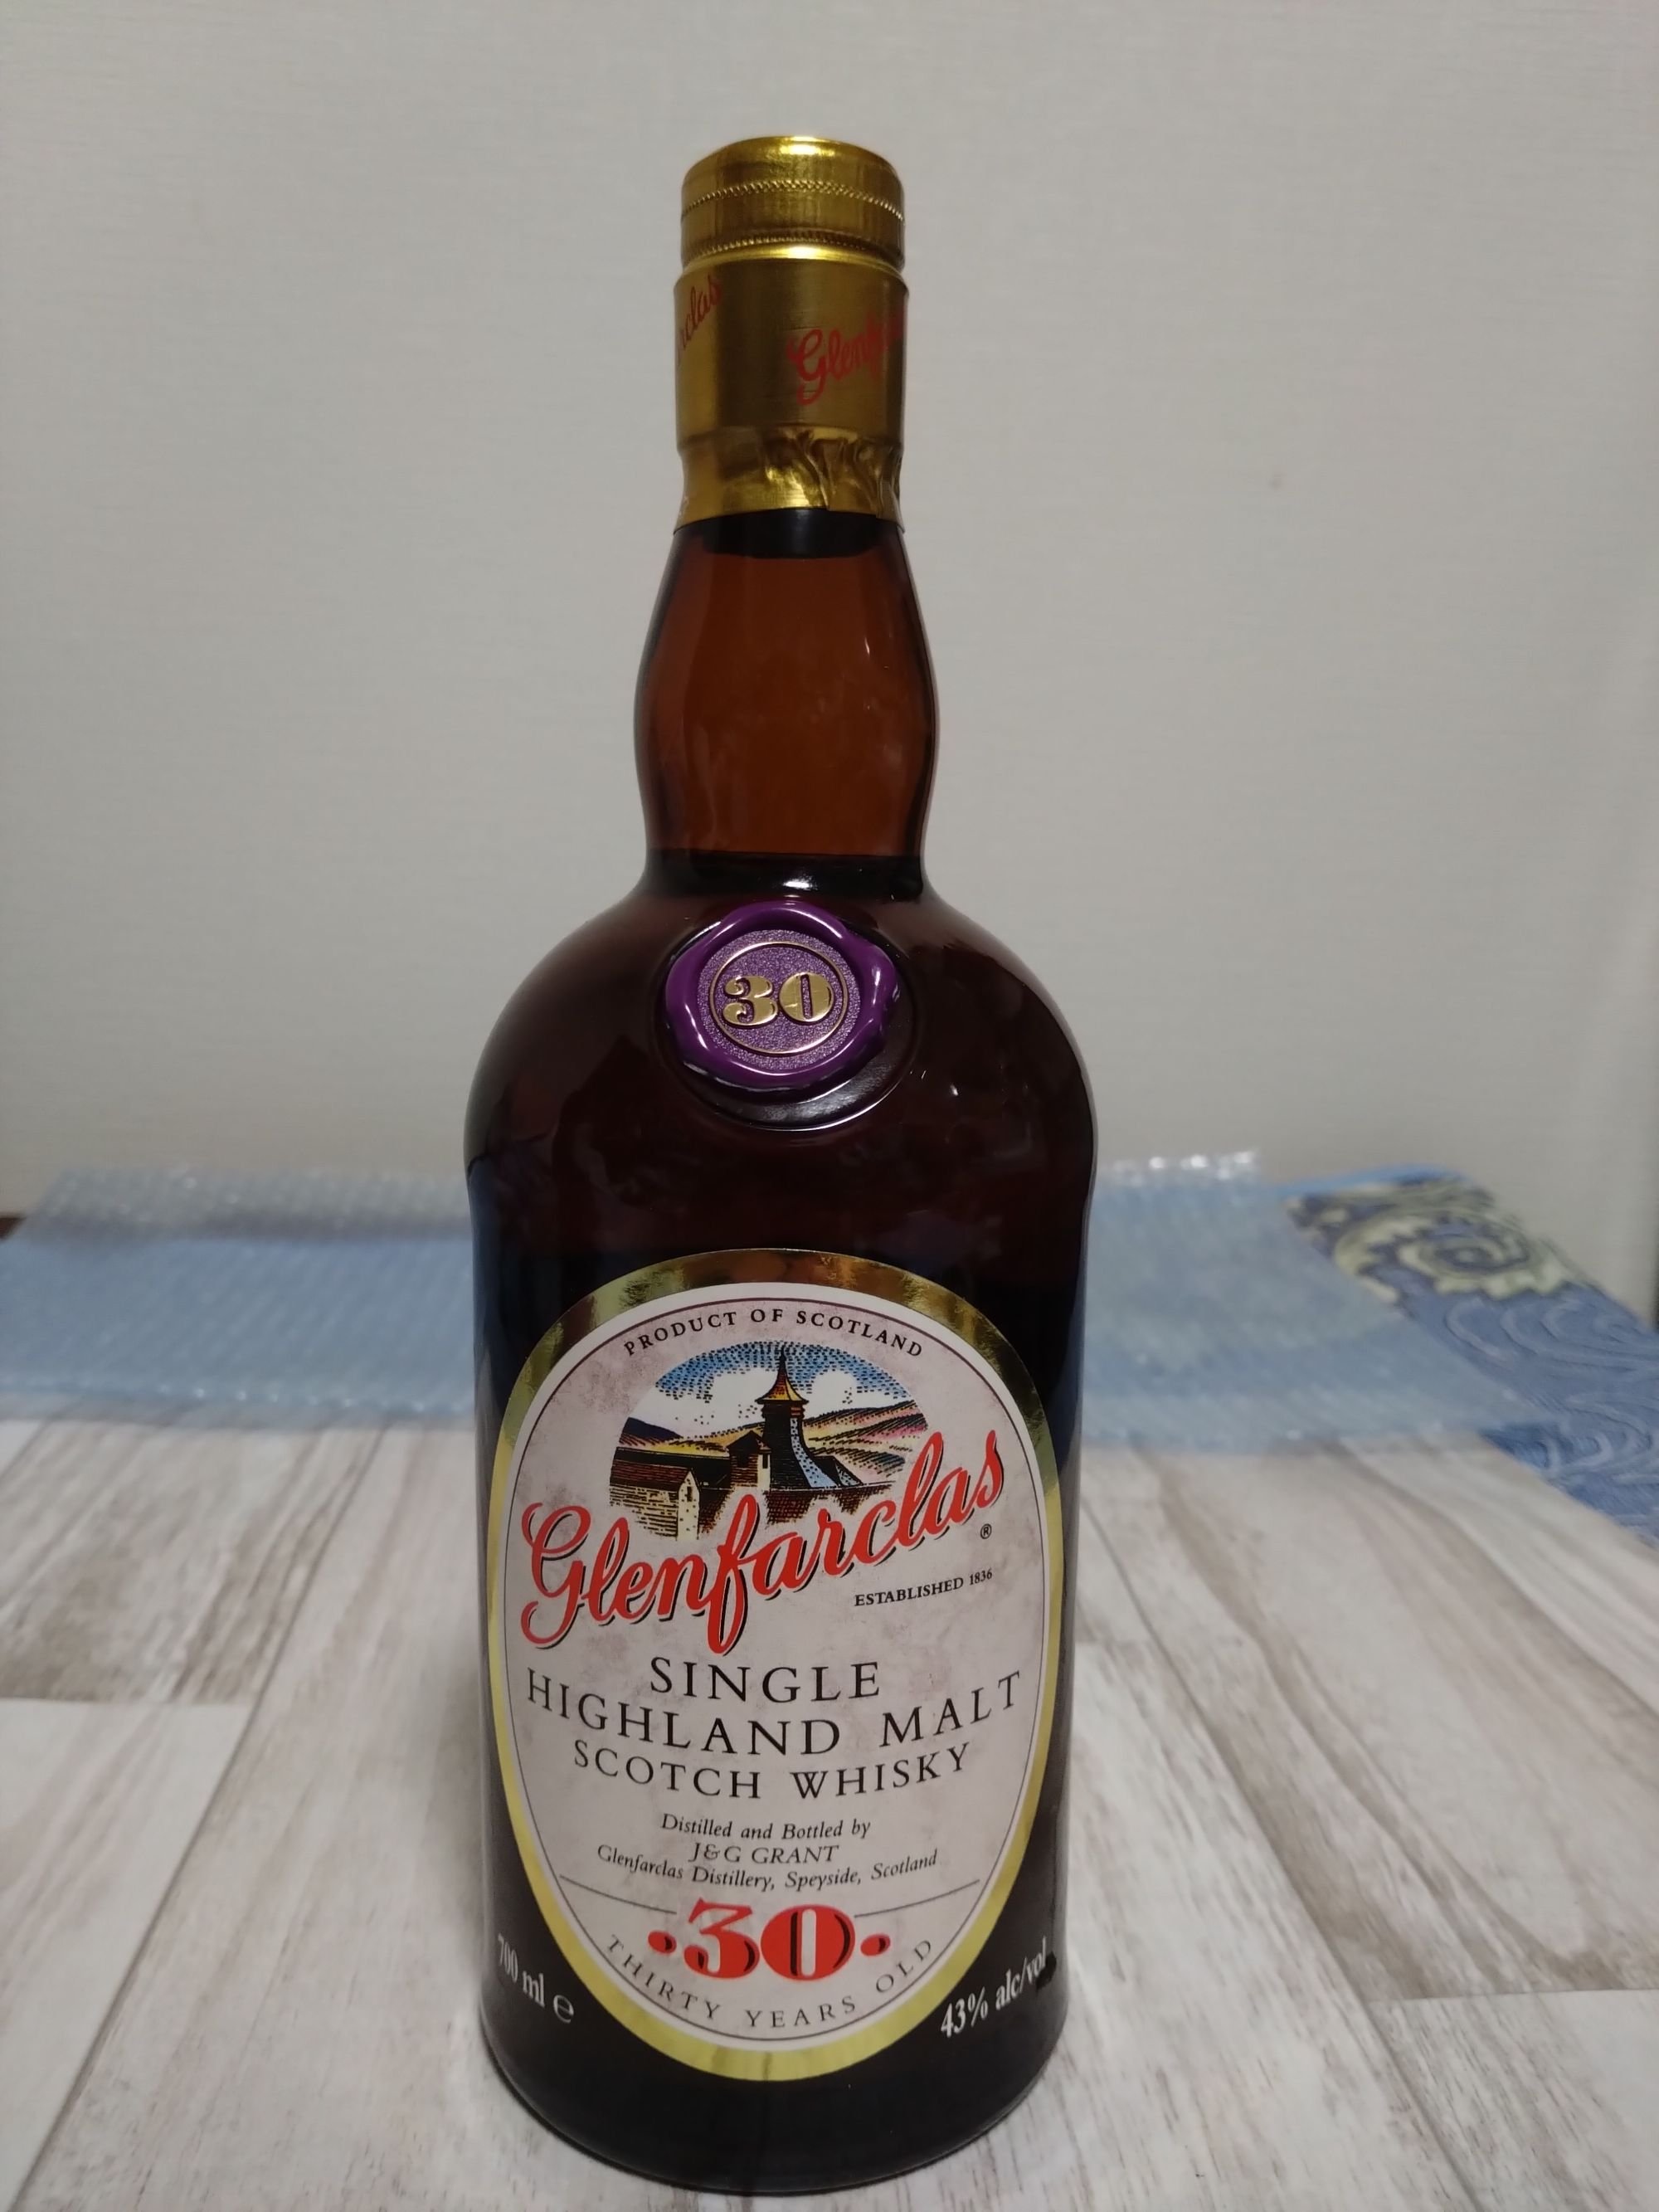 Glenf
30
PRODUCT OF SCOTLAND
Glenfarclas®
ESTABLISHED 1836
SINGLE
HIGHLAND MALT
SCOTCH WHISKY
Distilled and Bottled by
J&G GRANT
Glenfarclas Distillery, Speyside, Scotland
•30•
THIRTY YEARS OLD
700 ml e
43% alc/vol